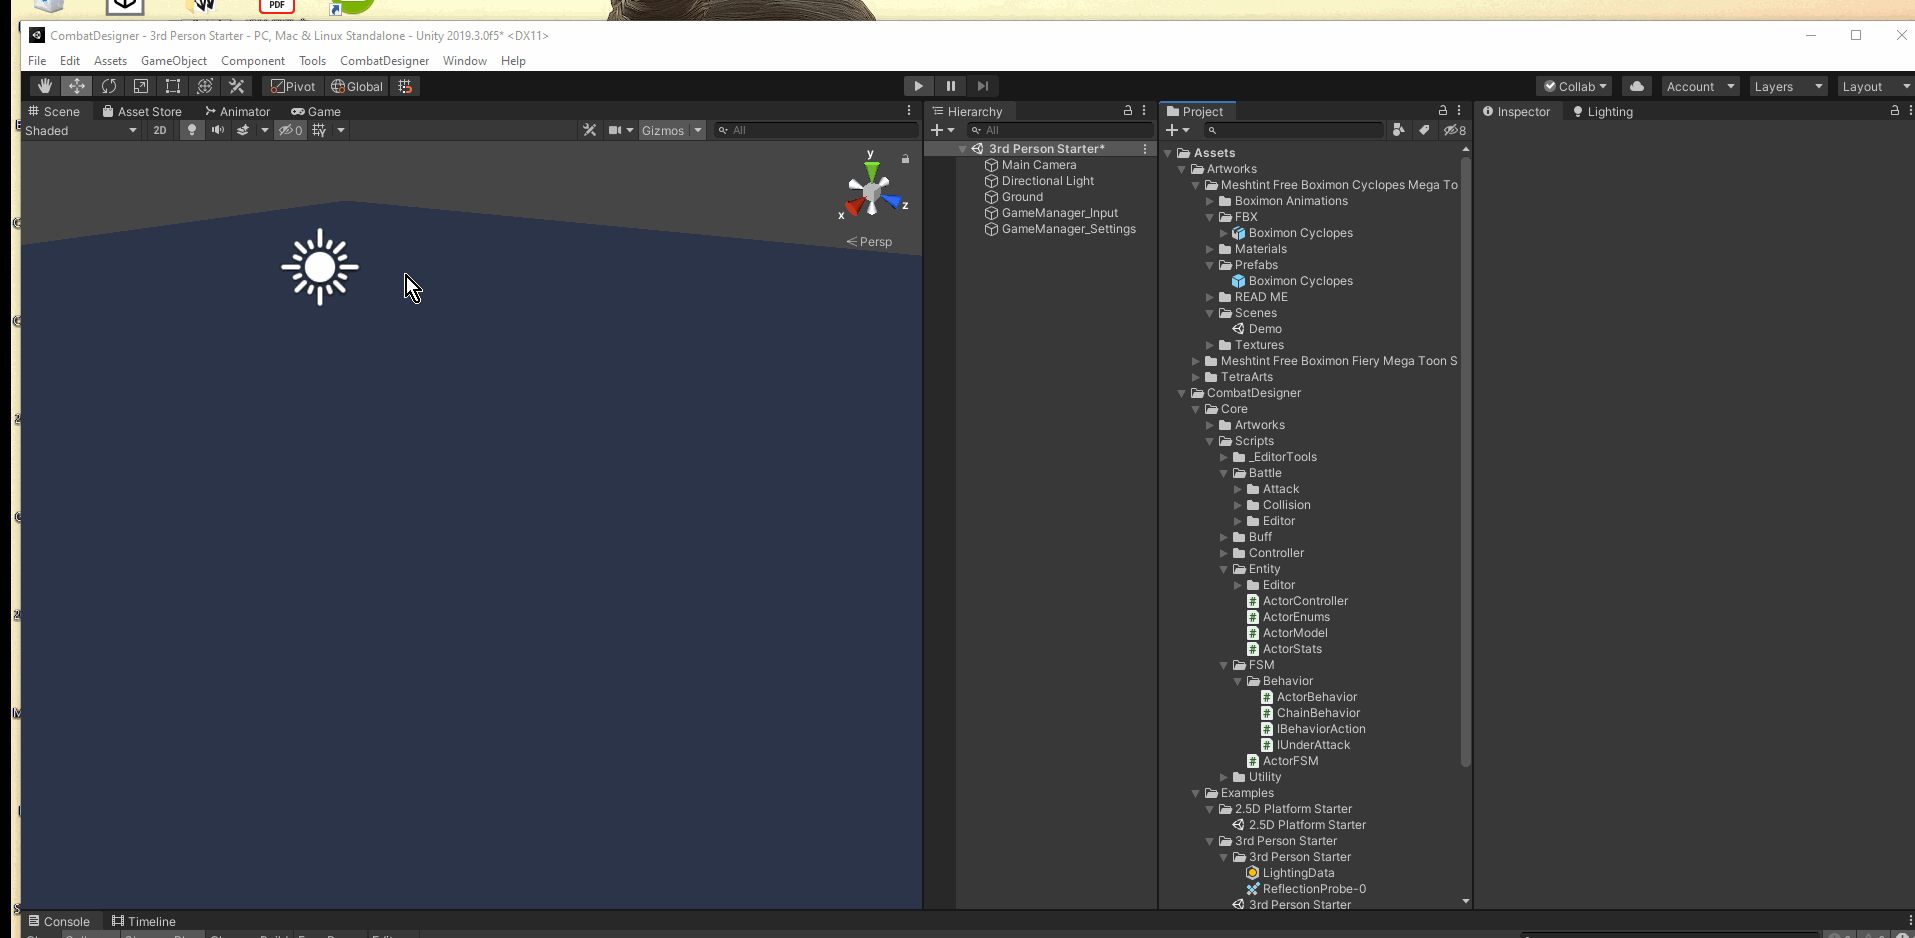 PDF
CombatDesigner - 3rd Person Starter - PC, Mac & Linux Standalone - Unity 2019.3.0f5* <DX11>
File Edit Assets GameObject Component Tools CombatDesigner Window Help
Pivot Global Collab Account Layers Layout
Scene Asset Store Animator Game
Shaded 2D 0 Gizmos All
y
x
z
Persp
Hierarchy
All
3rd Person Starter*
Main Camera
Directional Light
Ground
GameManager_Input
GameManager_Settings
Project
8
Assets
Artworks
Meshtint Free Boximon Cyclopes Mega To
Boximon Animations
FBX
Boximon Cyclopes
Materials
Prefabs
Boximon Cyclopes
READ ME
Scenes
Demo
Textures
Meshtint Free Boximon Fiery Mega Toon S
TetraArts
CombatDesigner
Core
Artworks
Scripts
_EditorTools
Battle
Attack
Collision
Editor
Buff
Controller
Entity
Editor
ActorController
ActorEnums
ActorModel
ActorStats
FSM
Behavior
ActorBehavior
ChainBehavior
IBehaviorAction
IUnderAttack
ActorFSM
Utility
Examples
2.5D Platform Starter
2.5D Platform Starter
3rd Person Starter
3rd Person Starter
LightingData
ReflectionProbe-0
3rd Person Starter
Inspector Lighting
Console Timeline